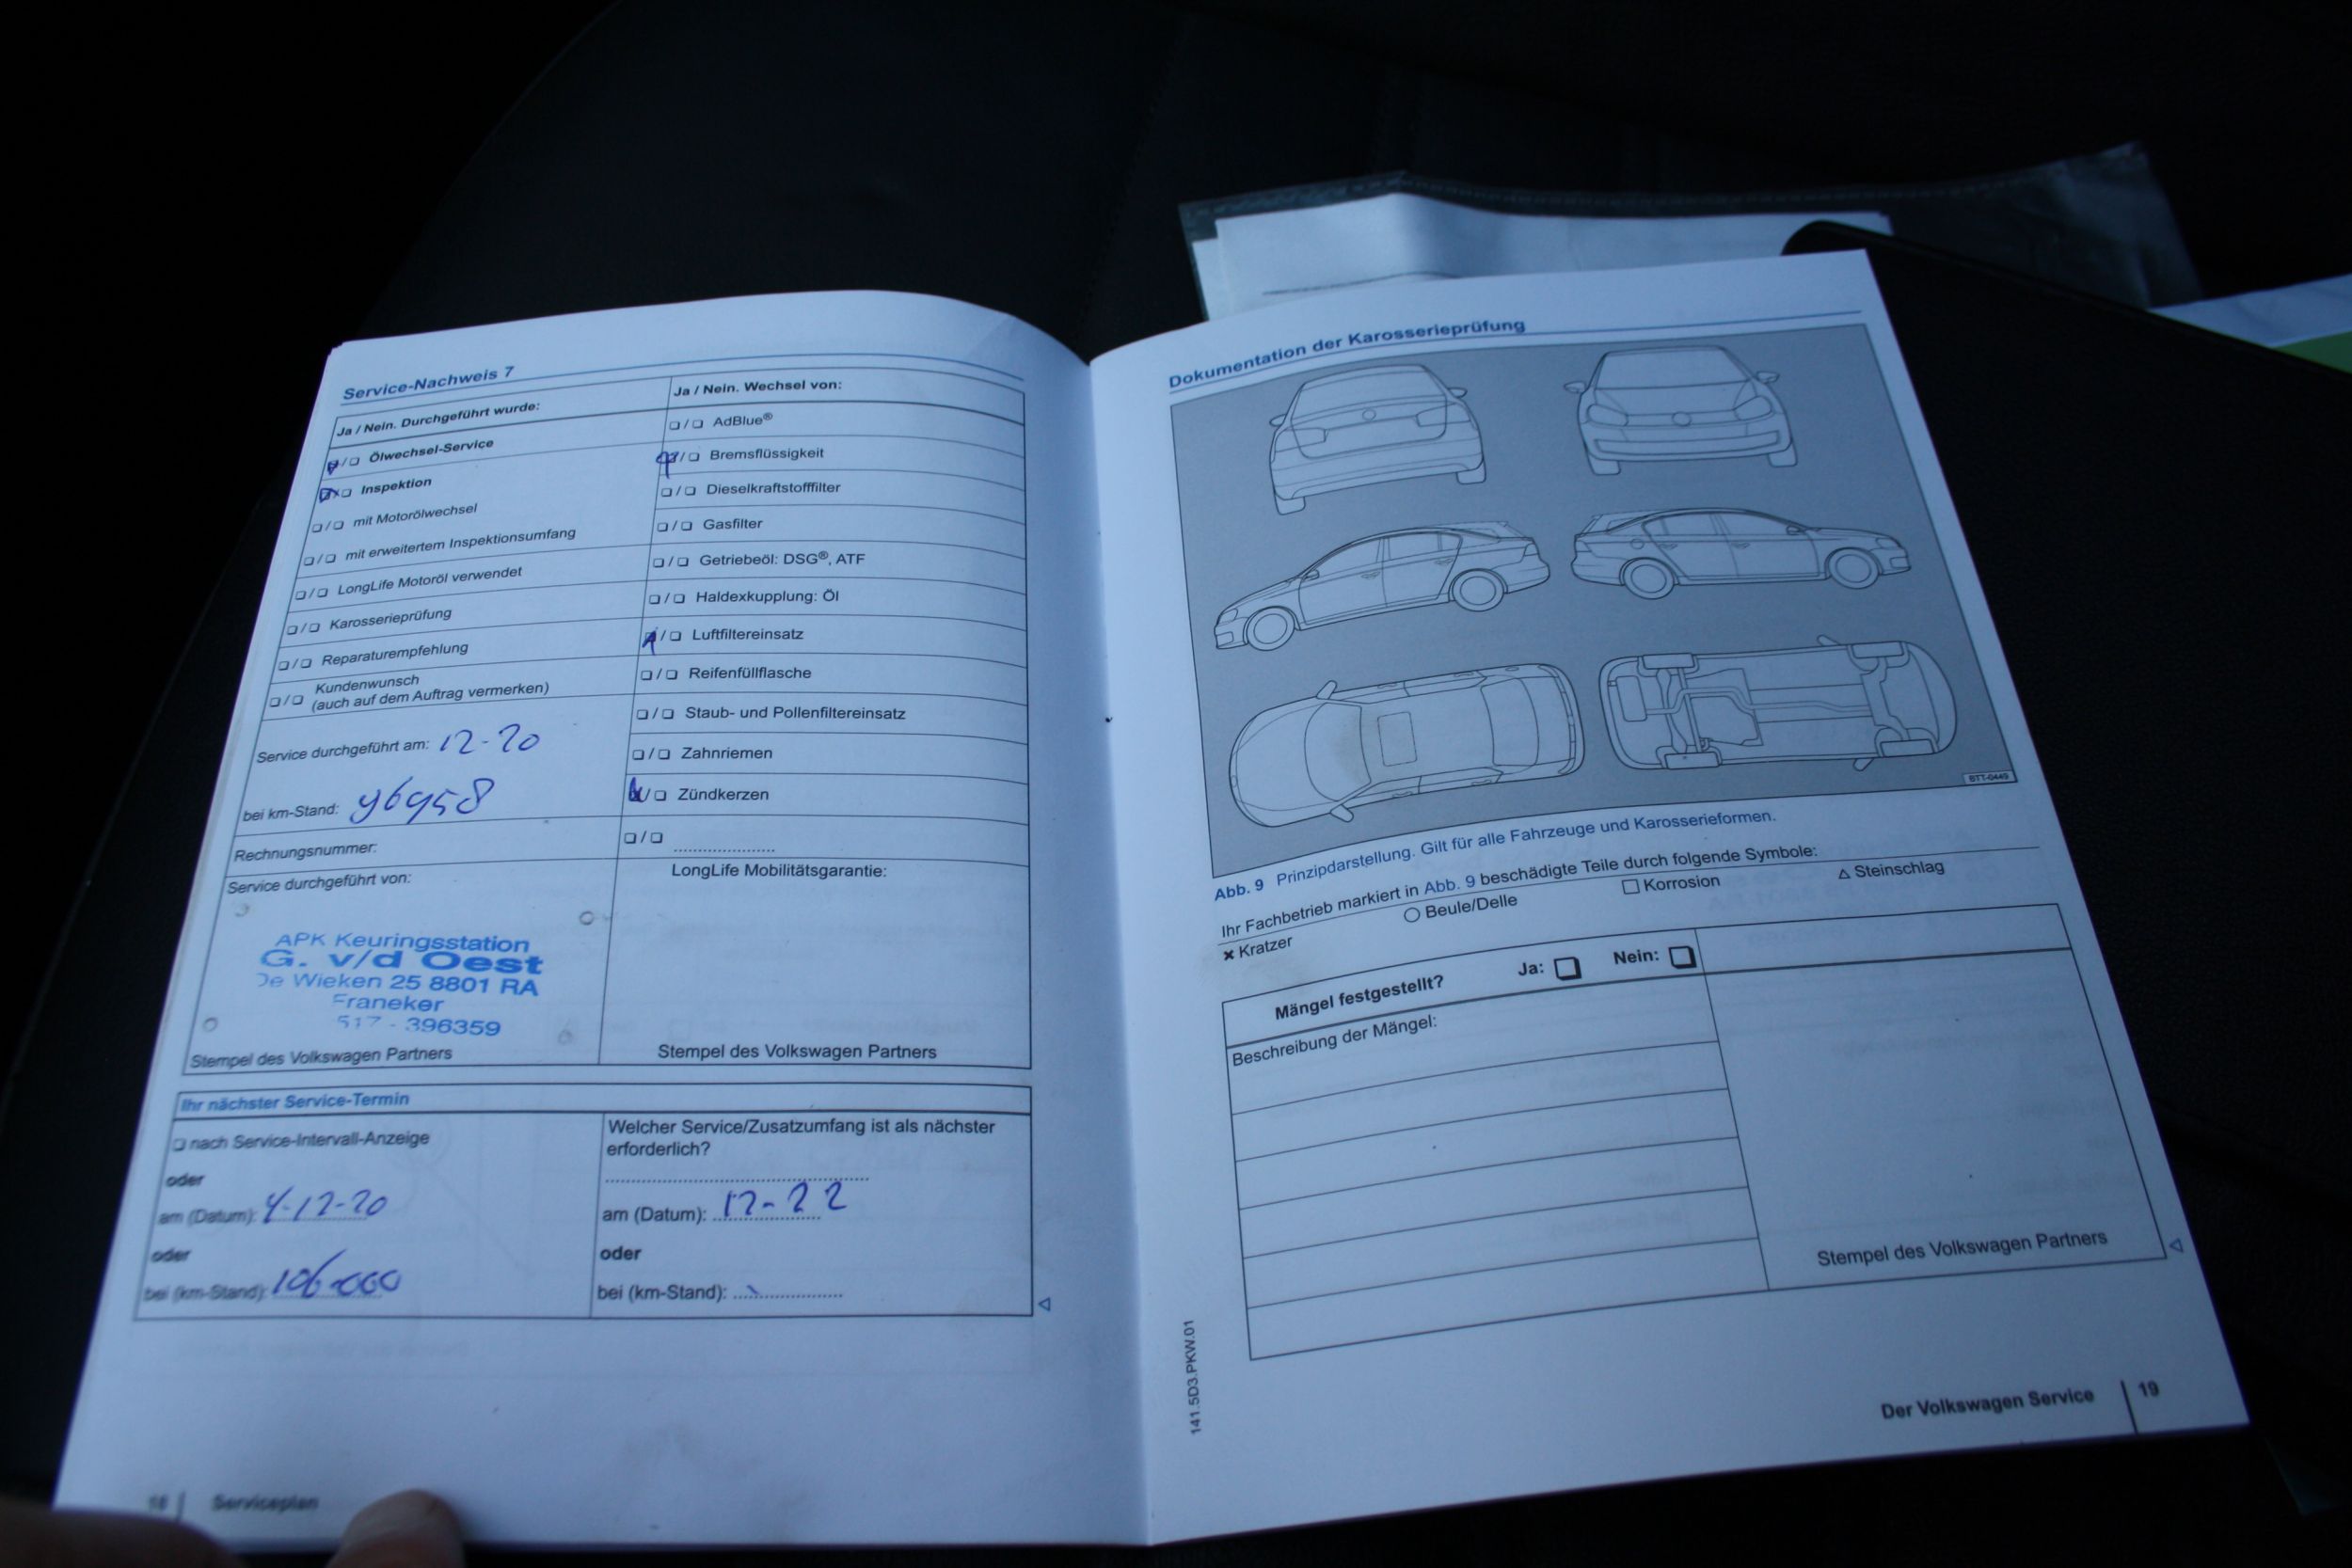 Service-Nachweis 7
Ja / Nein. Durchgeführt wurde:
❏/❏ Ölwechsel-Service
❏ Inspektion
❏/❏ mit Motorölwechsel
❏/❏ mit erweitertem Inspektionsumfang
❏/❏ LongLife Motoröl verwendet
❏/❏ Karosserieprüfung
❏/❏ Reparaturempfehlung
❏/❏ Kundenwunsch
(auch auf dem Auftrag vermerken)
Service durchgeführt am: 12-20
bei km-Stand: 96958
Rechnungsnummer:
Service durchgeführt von:
APK Keuringsstation
G. v/d Oest
De Wieken 25 8801 RA
Franeker
517 - 396359
Stempel des Volkswagen Partners
Ja / Nein. Wechsel von:
❏/❏ AdBlue®
❏/❏ Bremsflüssigkeit
❏/❏ Dieselkraftstofffilter
❏/❏ Gasfilter
❏/❏ Getriebeöl: DSG®, ATF
❏/❏ Haldexkupplung: Öl
❏/❏ Luftfiltereinsatz
❏/❏ Reifenfüllflasche
❏/❏ Staub- und Pollenfiltereinsatz
❏/❏ Zahnriemen
❏/❏ Zündkerzen
❏/❏ ....................
LongLife Mobilitätsgarantie:
Stempel des Volkswagen Partners
Ihr nächster Service-Termin
❏ nach Service-Intervall-Anzeige
oder
am (Datum): 4-12-20
oder
bei (km-Stand): 106-000
Welcher Service/Zusatzumfang ist als nächster
erforderlich?
am (Datum): 12-22
oder
bei (km-Stand): ....................
18 | Serviceplan
Dokumentation der Karosserieprüfung
BTT-0449
Abb. 9 Prinzipdarstellung. Gilt für alle Fahrzeuge und Karosserieformen.
Ihr Fachbetrieb markiert in Abb. 9 beschädigte Teile durch folgende Symbole:
✖ Kratzer ○ Beule/Delle □ Korrosion △ Steinschlag
Mängel festgestellt? Ja: ❏ Nein: ❏
Beschreibung der Mängel:
Stempel des Volkswagen Partners
141.5D3.PKW.01
Der Volkswagen Service | 19